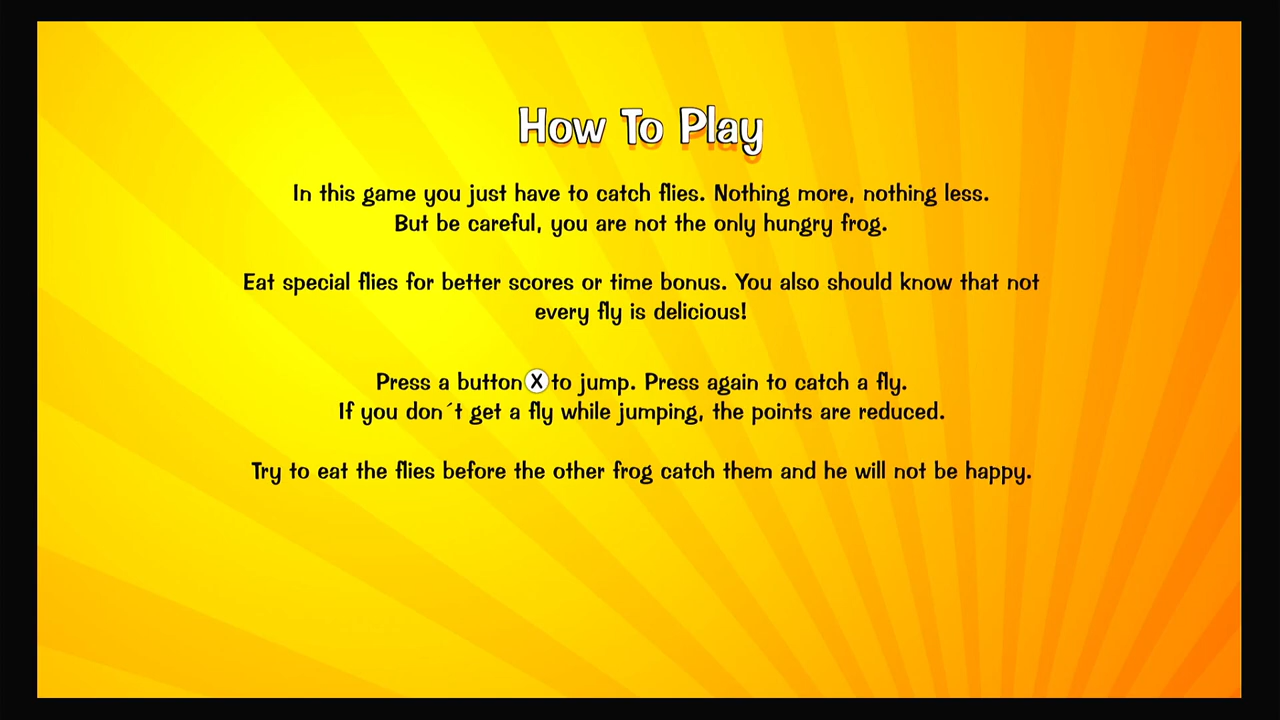 How To Play
In this game you just have to catch flies. Nothing more, nothing less.
But be careful, you are not the only hungry frog.
Eat special flies for better scores or time bonus. You also should know that not
every fly is delicious!
Press a button X to jump. Press again to catch a fly.
If you don´t get a fly while jumping, the points are reduced.
Try to eat the flies before the other frog catch them and he will not be happy.